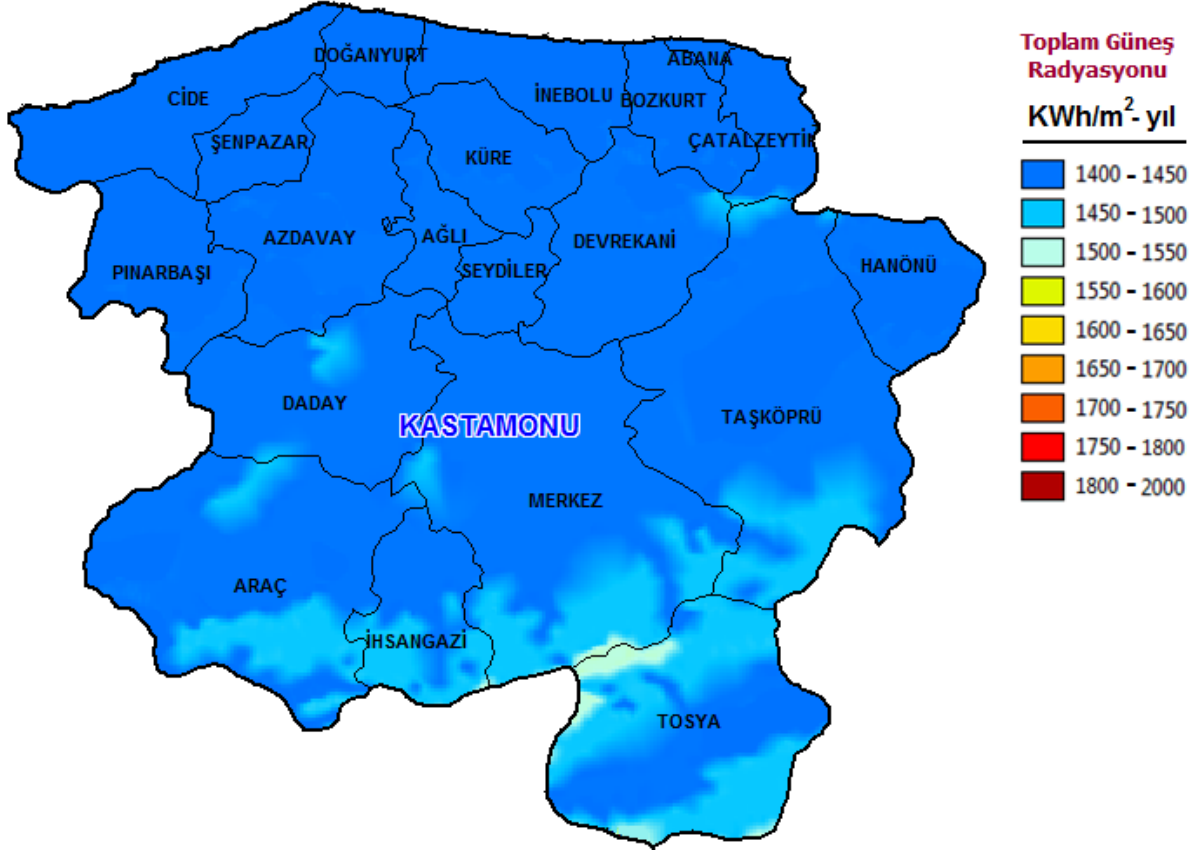 DOĞANYURT
ABANA
CİDE
İNEBOLU
BOZKURT
ŞENPAZAR
KÜRE
ÇATALZEYTİN
AZDAVAY
AĞLI
DEVREKANİ
PINARBAŞI
SEYDİLER
HANÖNÜ
DADAY
KASTAMONU
TAŞKÖPRÜ
MERKEZ
ARAÇ
İHSANGAZİ
TOSYA
Toplam Güneş
Radyasyonu
KWh/m²- yıl
1400 - 1450
1450 - 1500
1500 - 1550
1550 - 1600
1600 - 1650
1650 - 1700
1700 - 1750
1750 - 1800
1800 - 2000